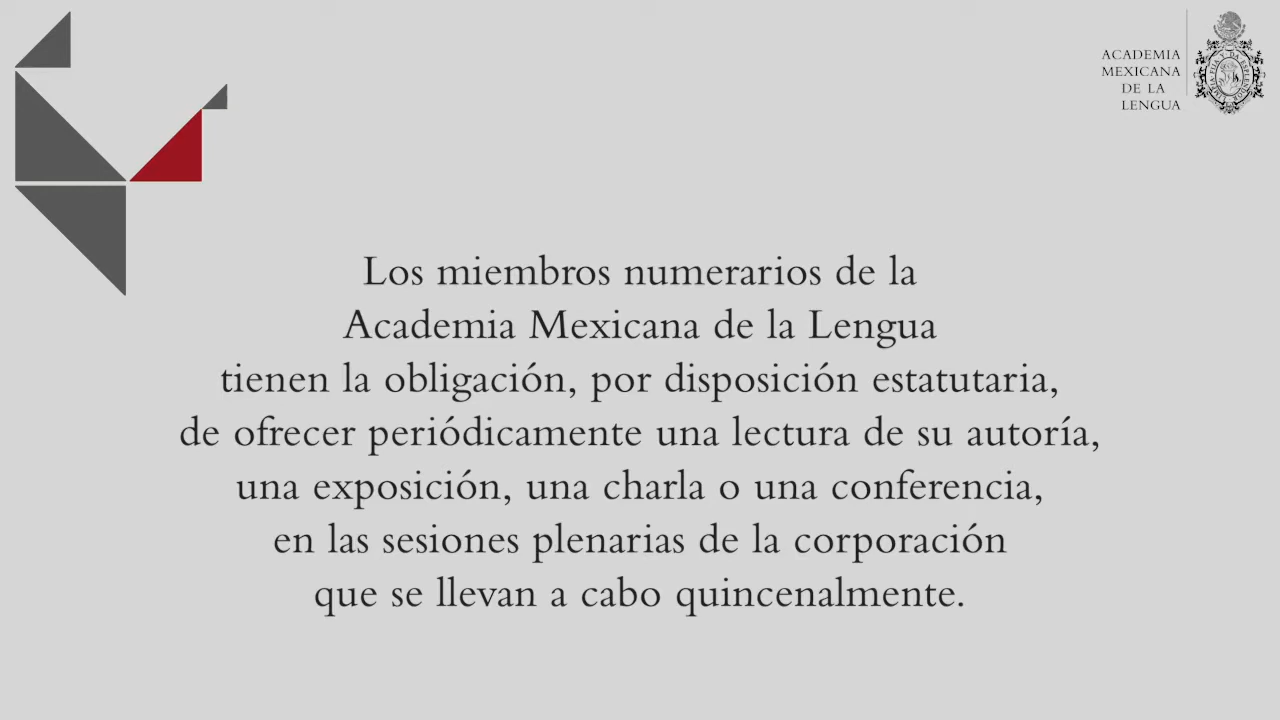 ACADEMIA
MEXICANA
DE LA
LENGUA
Los miembros numerarios de la
Academia Mexicana de la Lengua
tienen la obligación, por disposición estatutaria,
de ofrecer periódicamente una lectura de su autoría,
una exposición, una charla o una conferencia,
en las sesiones plenarias de la corporación
que se llevan a cabo quincenalmente.